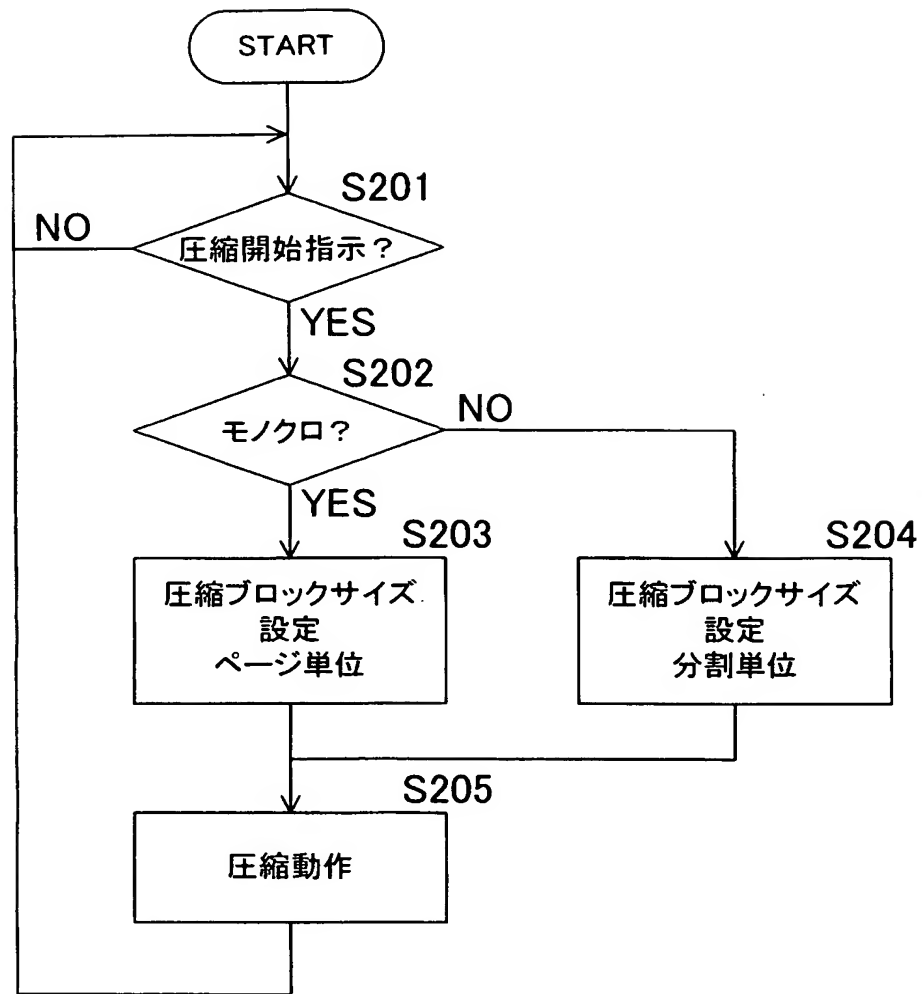 START
S201
NO
圧縮開始指示?
YES
S202
モノクロ?
NO
YES
S203
圧縮ブロックサイズ
設定
ページ単位
S204
圧縮ブロックサイズ
設定
分割単位
S205
圧縮動作